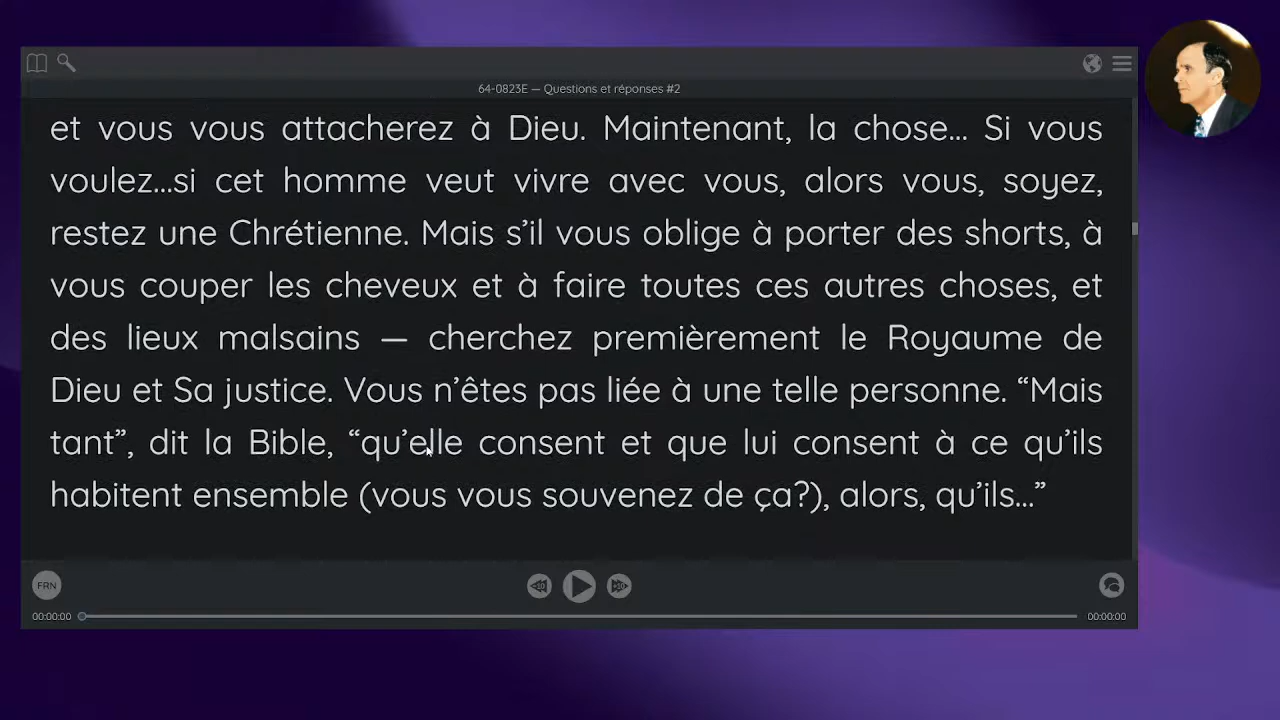 64-0823E — Questions et réponses #2
et vous vous attacherez à Dieu. Maintenant, la chose... Si vous
voulez...si cet homme veut vivre avec vous, alors vous, soyez,
restez une Chrétienne. Mais s’il vous oblige à porter des shorts, à
vous couper les cheveux et à faire toutes ces autres choses, et
des lieux malsains — cherchez premièrement le Royaume de
Dieu et Sa justice. Vous n’êtes pas liée à une telle personne. “Mais
tant”, dit la Bible, “qu’elle consent et que lui consent à ce qu’ils
habitent ensemble (vous vous souvenez de ça?), alors, qu’ils...”
FRN
00:00:00
00:00:00